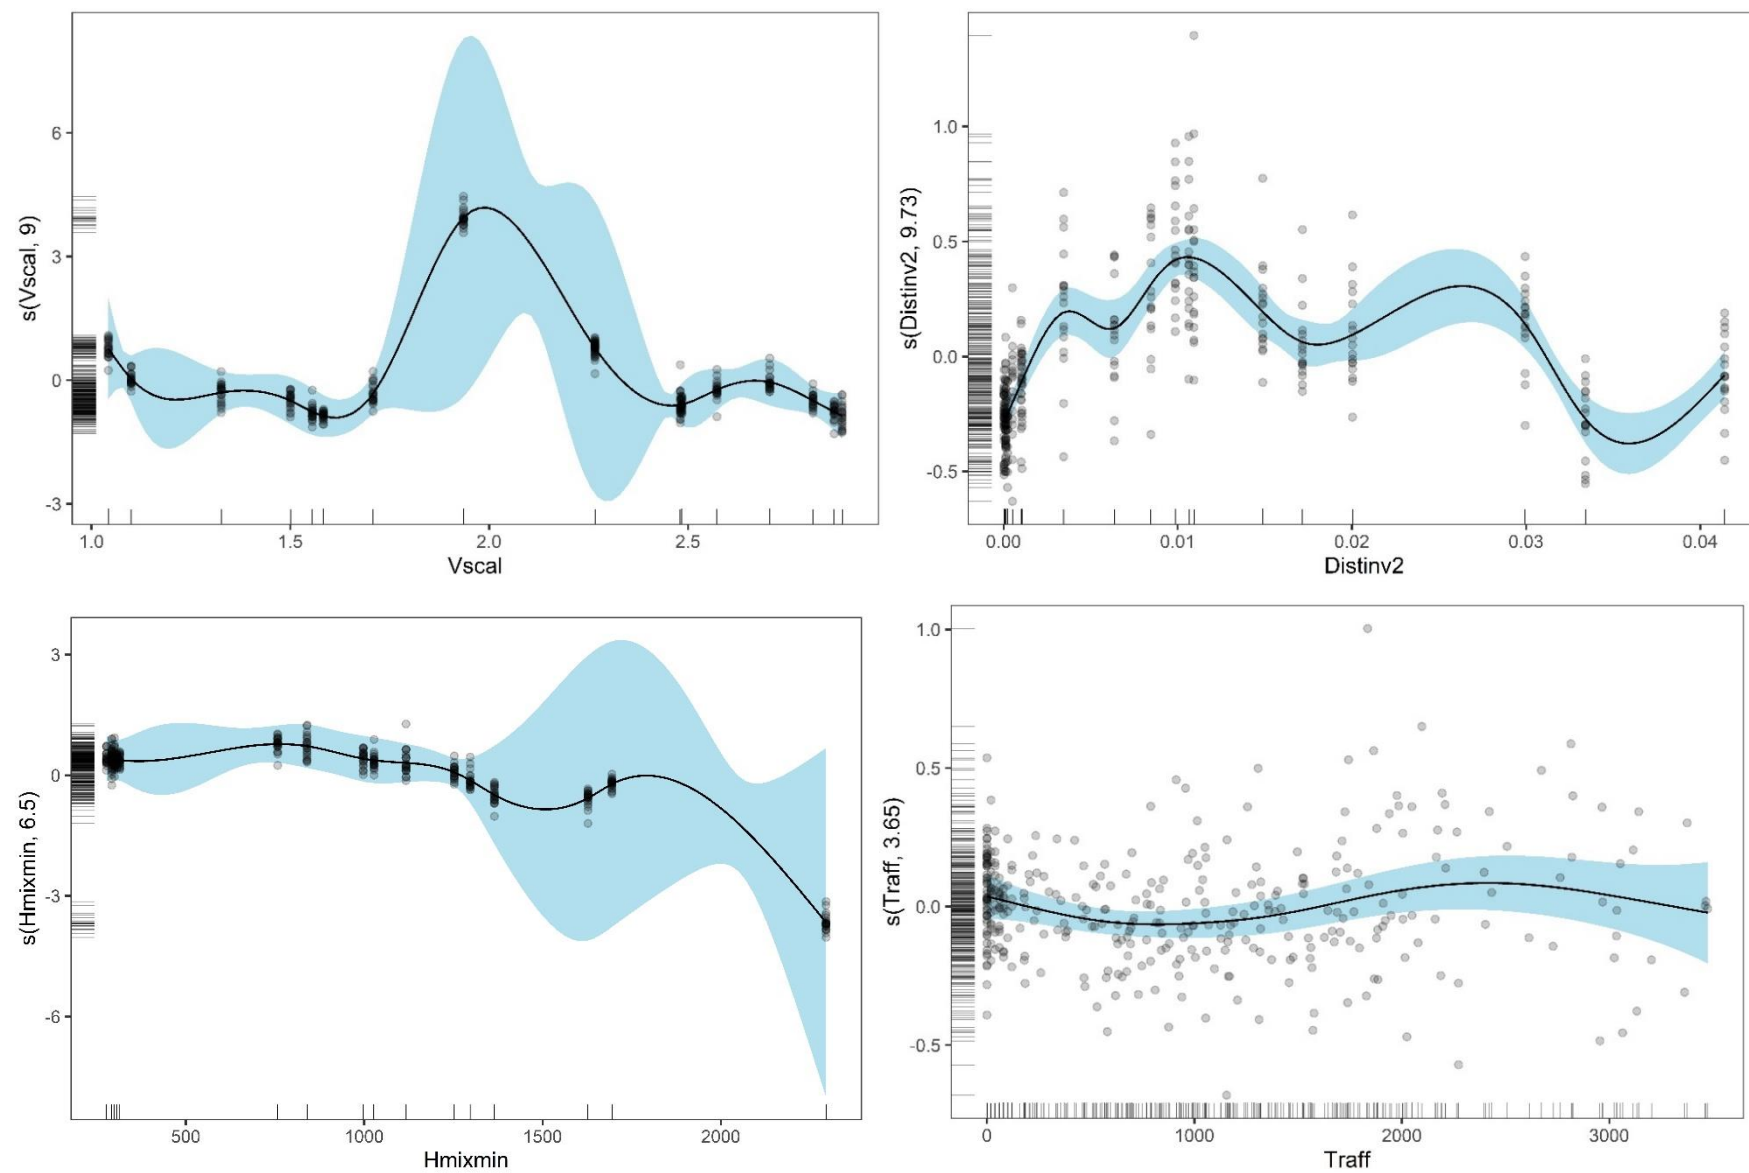 s(Vscal, 9)
6
3
0
-3
1.0 1.5 2.0 2.5
Vscal
s(Distinv2, 9.73)
1.0
0.5
0.0
-0.5
0.00 0.01 0.02 0.03 0.04
Distinv2
s(Hmixmin, 6.5)
3
0
-3
-6
500 1000 1500 2000
Hmixmin
s(Traff, 3.65)
1.0
0.5
0.0
-0.5
0 1000 2000 3000
Traff